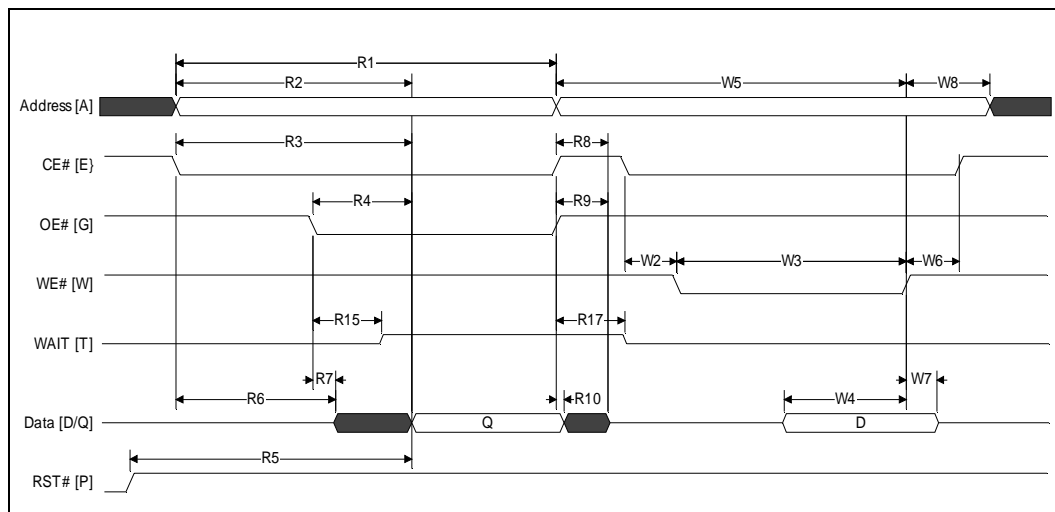 R1
R2 W5 W8
Address [A]
R3 R8
CE# [E}
R4 R9
OE# [G]
W2 W3 W6
WE# [W]
R15 R17
WAIT [T]
R7 W7
R6 R10 W4
Data [D/Q] Q D
R5
RST# [P]